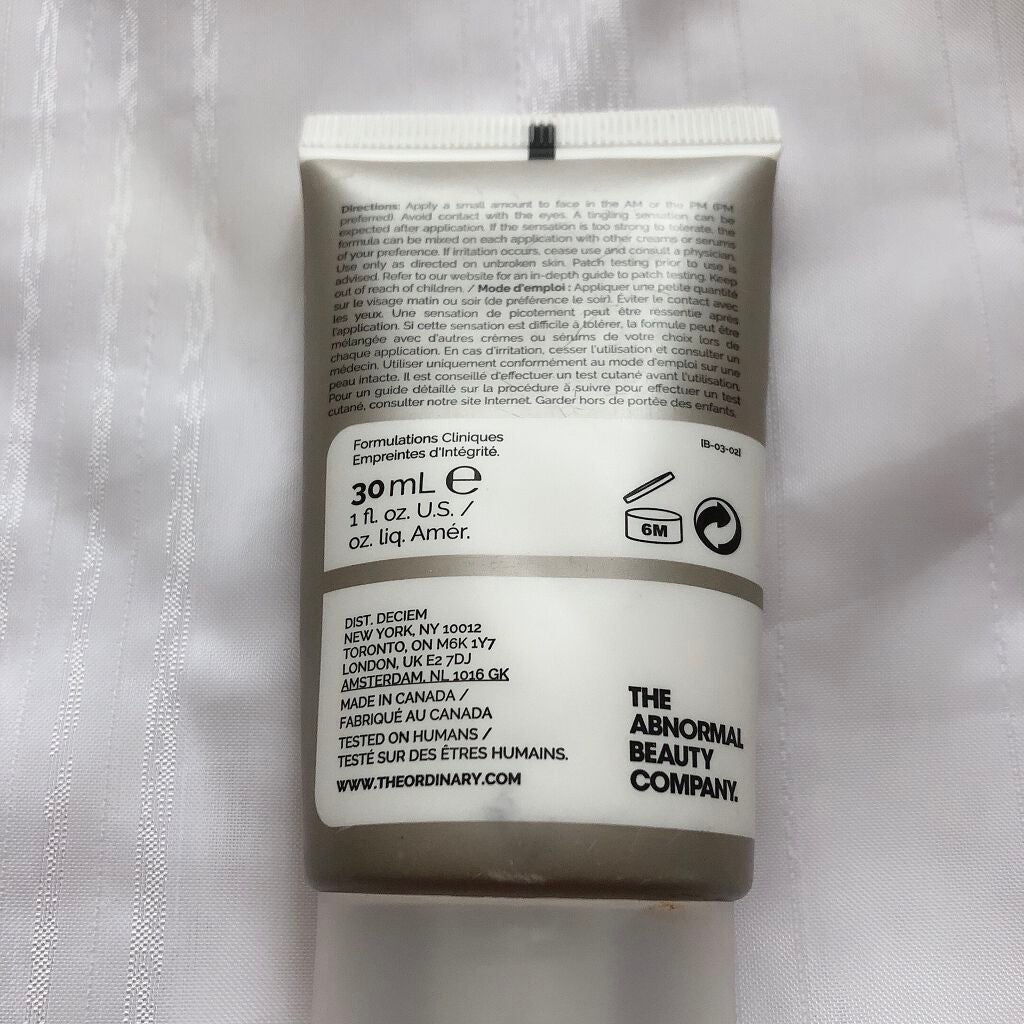 Directions: Apply a small amount to face in the AM or the PM (PM
preferred). Avoid contact with the eyes. A tingling sensation can be
expected after application. If the sensation is too strong to tolerate, the
formula can be mixed on each application with other creams or serums
of your preference. If irritation occurs, cease use and consult a physician.
Use only as directed on unbroken skin. Patch testing prior to use is
advised. Refer to our website for an in-depth guide to patch testing. Keep
out of reach of children. / Mode d'emploi : Appliquer une petite quantité
sur le visage matin ou soir (de préférence le soir). Éviter le contact avec
les yeux. Une sensation de picotement peut être ressentie après
l'application. Si cette sensation est difficile à tolérer, la formule peut être
mélangée avec d'autres crèmes ou sérums de votre choix lors de
chaque application. En cas d'irritation, cesser l'utilisation et consulter un
médecin. Utiliser uniquement conformément au mode d'emploi sur une
peau intacte. Il est conseillé d'effectuer un test cutané avant l'utilisation.
Pour un guide détaillé sur la procédure à suivre pour effectuer un test
cutané, consulter notre site Internet. Garder hors de portée des enfants.
Formulations Cliniques
Empreintes d'Intégrité.
[B-03-02]
30 mL ℮
1 fl. oz. U.S. /
oz. liq. Amér.
6M
DIST. DECIEM
NEW YORK, NY 10012
TORONTO, ON M6K 1Y7
LONDON, UK E2 7DJ
AMSTERDAM, NL 1016 GK
MADE IN CANADA /
FABRIQUÉ AU CANADA
TESTED ON HUMANS /
TESTÉ SUR DES ÊTRES HUMAINS.
WWW.THEORDINARY.COM
THE
ABNORMAL
BEAUTY
COMPANY.